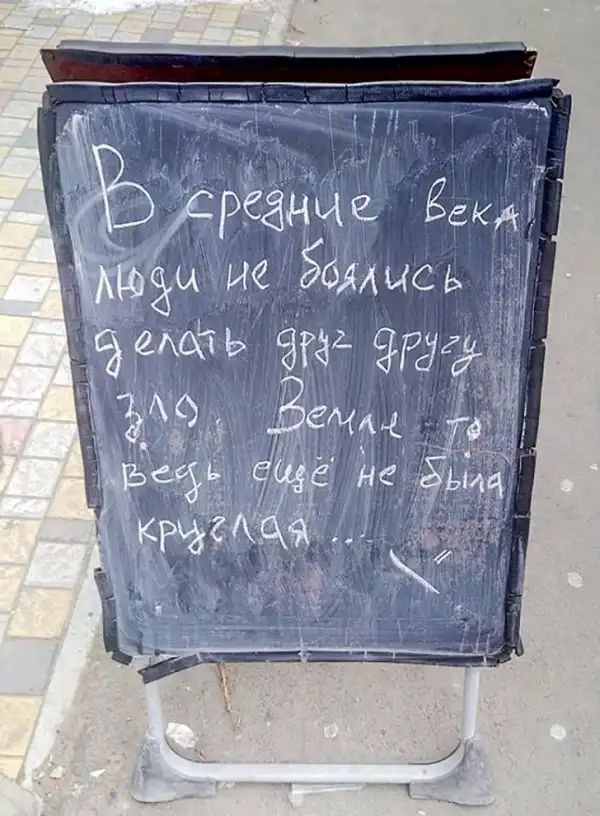 В средние века
люди не боялись
делать друг другу
зло. Земля то
ведь ещё не была
круглая...